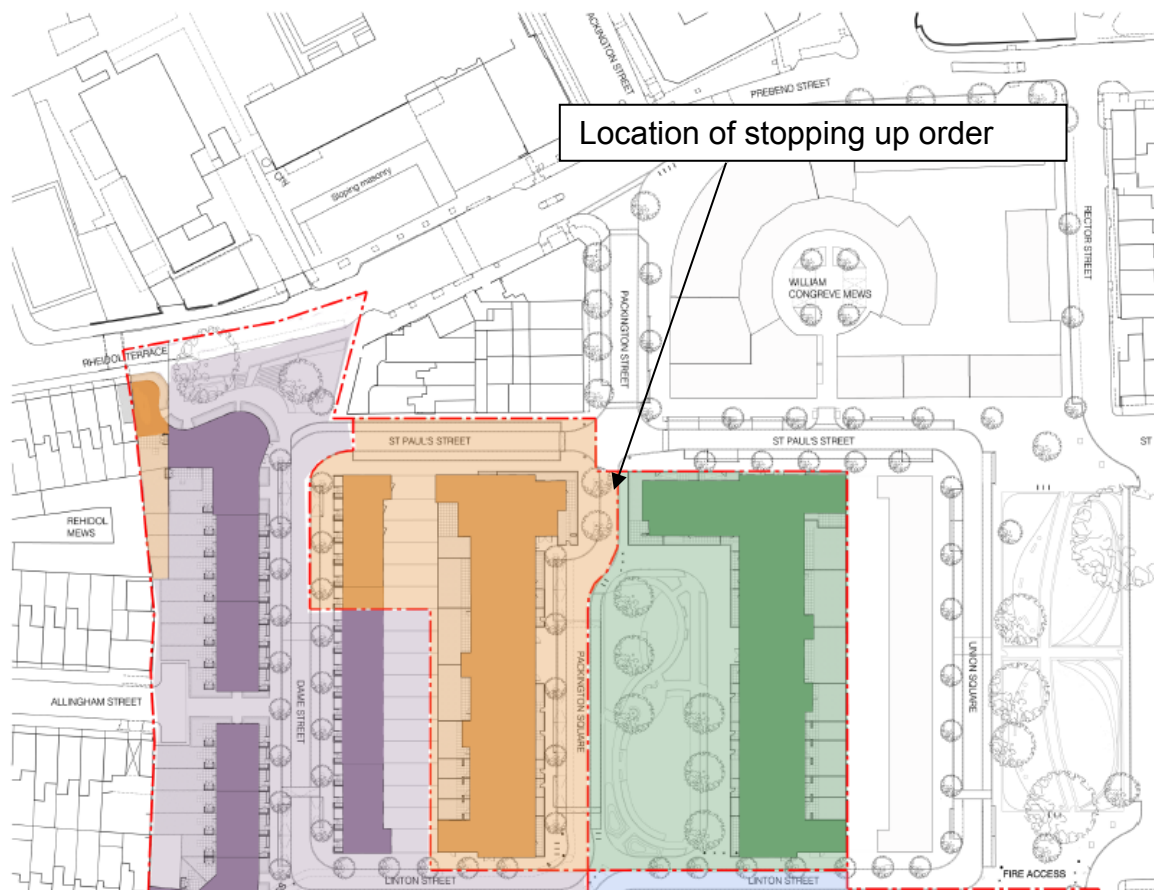 PACKINGTON STREET
PREBEND STREET
Location of stopping up order
Sloping masonry
RECTOR STREET
WILLIAM
CONGREVE MEWS
PACKINGTON STREET
RHEIDOL TERRACE
ST PAUL'S STREET
ST PAUL'S STREET
ST
REHIDOL
MEWS
ALLINGHAM STREET
DAME STREET
PACKINGTON SQUARE
UNION SQUARE
LINTON STREET
LINTON STREET
FIRE ACCESS